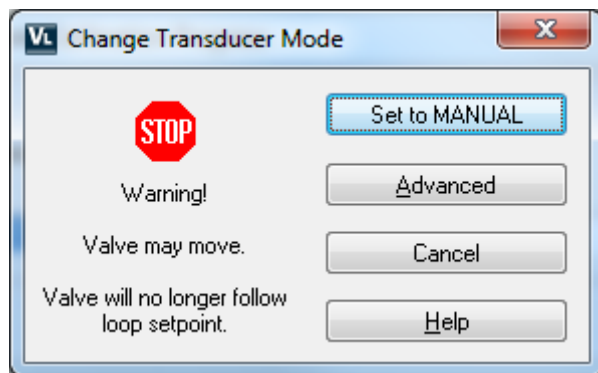 VL Change Transducer Mode
STOP
Warning!
Valve may move.
Valve will no longer follow
loop setpoint.
Set to MANUAL
Advanced
Cancel
Help